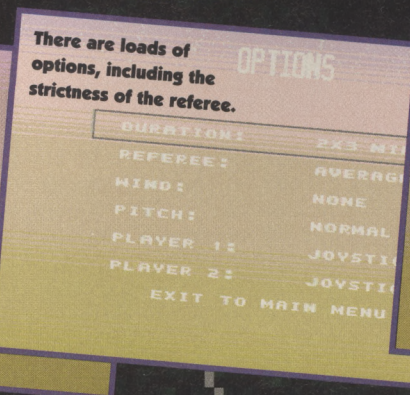 There are loads of
options, including the
strictness of the referee.
OPTIONS
DURATION: 2X3
REFEREE: AVERAG
WIND: NONE
PITCH: NORMAL
PLAYER 1: JOYSTI
PLAYER 2: JOYSTI
EXIT TO MAIN MENU